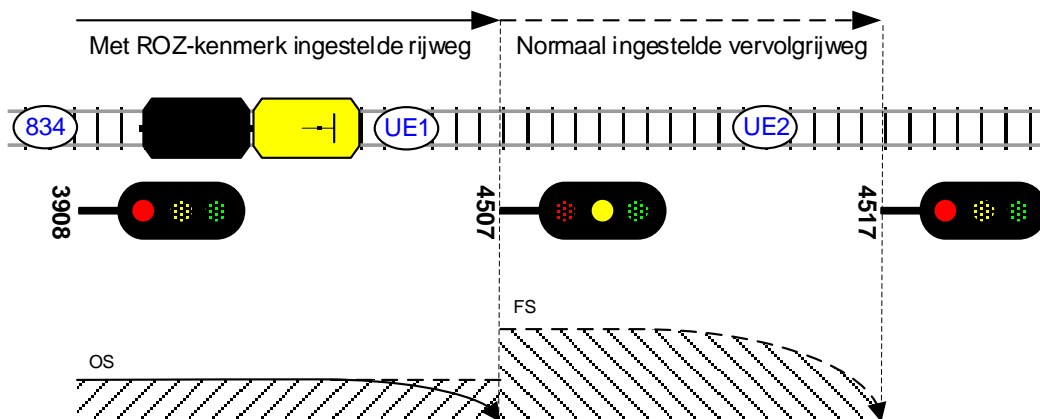 Met ROZ-kenmerk ingestelde rijweg
Normaal ingestelde vervolgrijweg
834
UE1
UE2
3908
4507
4517
FS
OS